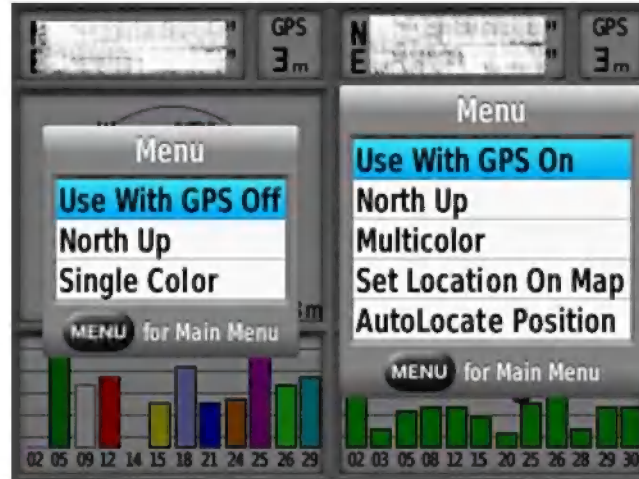 N " GPS
E " 3m
Menu
Use With GPS Off
North Up
Single Color
3m
MENU for Main Menu
02 05 09 12 14 15 18 21 24 25 26 29
N " GPS
E " 3m
Menu
Use With GPS On
North Up
Multicolor
Set Location On Map
AutoLocate Position
MENU for Main Menu
02 03 05 08 12 15 20 25 26 28 29 30